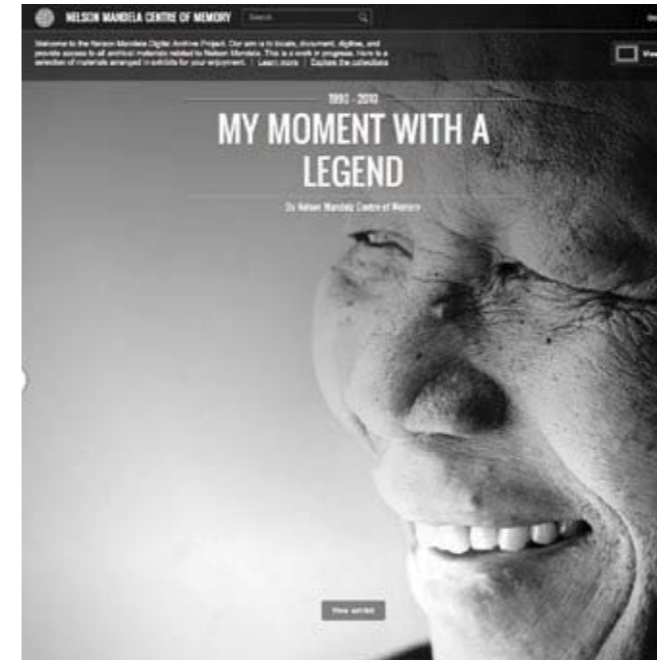 NELSON MANDELA CENTRE OF MEMORY
Search
Welcome to the Nelson Mandela Digital Archive Project. Our aim is to locate, document, digitise, and
provide access to all archival materials related to Nelson Mandela. This is a work in progress. Here is a
selection of materials arranged in exhibits for your enjoyment. | Learn more | Explore the collections
View
1990 - 2010
MY MOMENT WITH A
LEGEND
by Nelson Mandela Centre of Memory
View exhibit